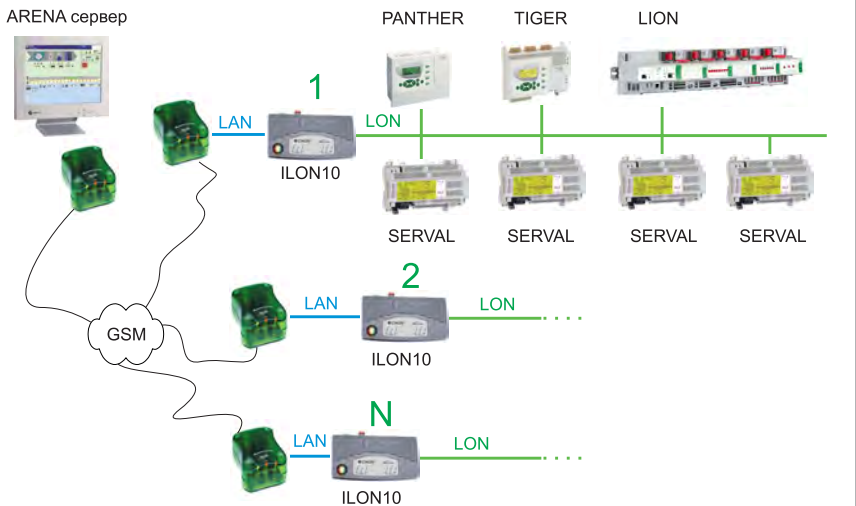 ARENA сервер
PANTHER
TIGER
LION
1
LAN
LON
ILON10
SERVAL
SERVAL
SERVAL
SERVAL
2
LAN
LON
ILON10
GSM
N
LAN
LON
ILON10